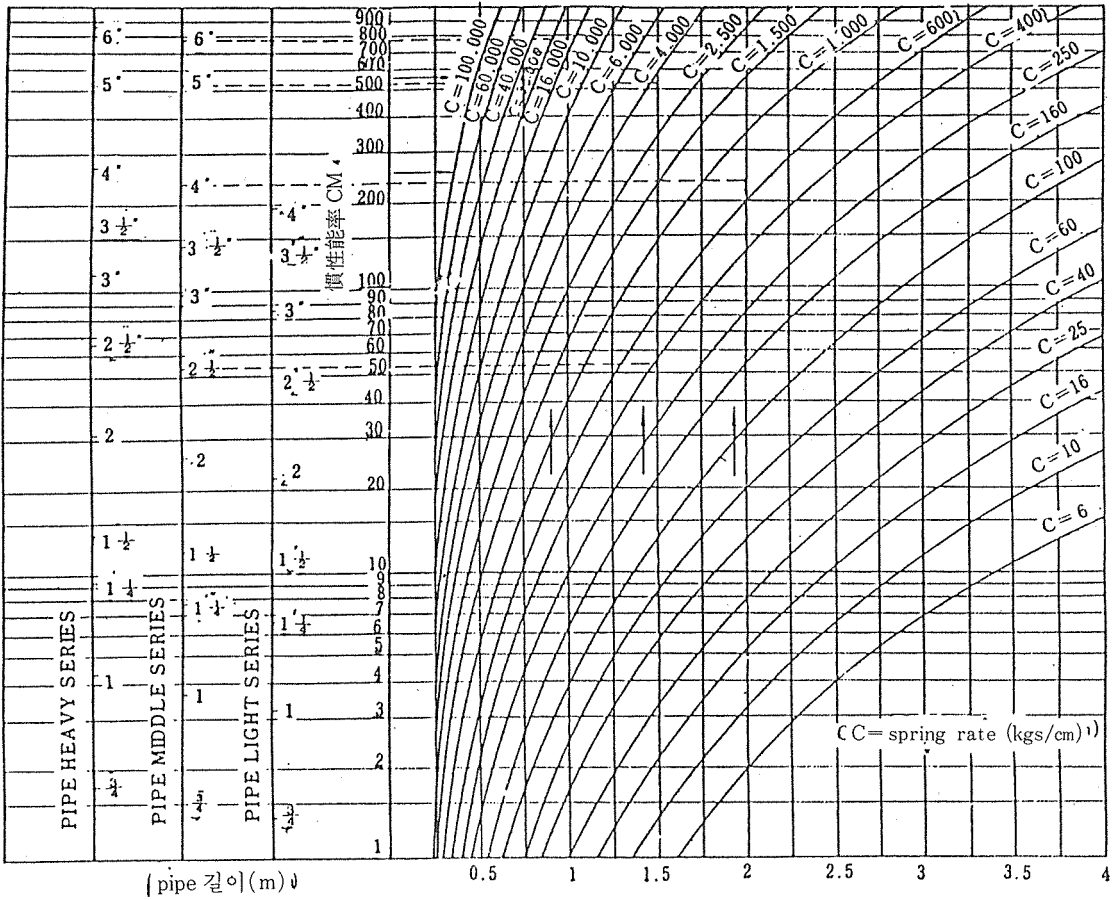 PIPE HEAVY SERIES
6"
5"
4"
3 1/2"
3"
2 1/2"
2
1 1/2
1 1/4
1
3/4
PIPE MIDDLE SERIES
6"
5"
4"
3 1/2"
3"
2 1/2"
2
1 1/2
1 1/4"
1
3/4
PIPE LIGHT SERIES
4"
3 1/2"
3"
2 1/2"
2
1 1/2"
1 1/4"
1
3/4
慣性能率 CM 4
900
800
700
600
500
400
300
200
100
90
80
70
60
50
40
30
20
10
9
8
7
6
5
4
3
2
1
C=100.000
C=60.000
C=40.000
C=16.000
C=10.000
C=6.000
C=4.000
C=2.500
C=1.500
C=1.000
C=600
C=400
C=250
C=160
C=100
C=60
C=40
C=25
C=16
C=10
C=6
(C=spring rate (kgs/cm))
0.5 1 1.5 2 2.5 3 3.5 4
(pipe 길이(m))